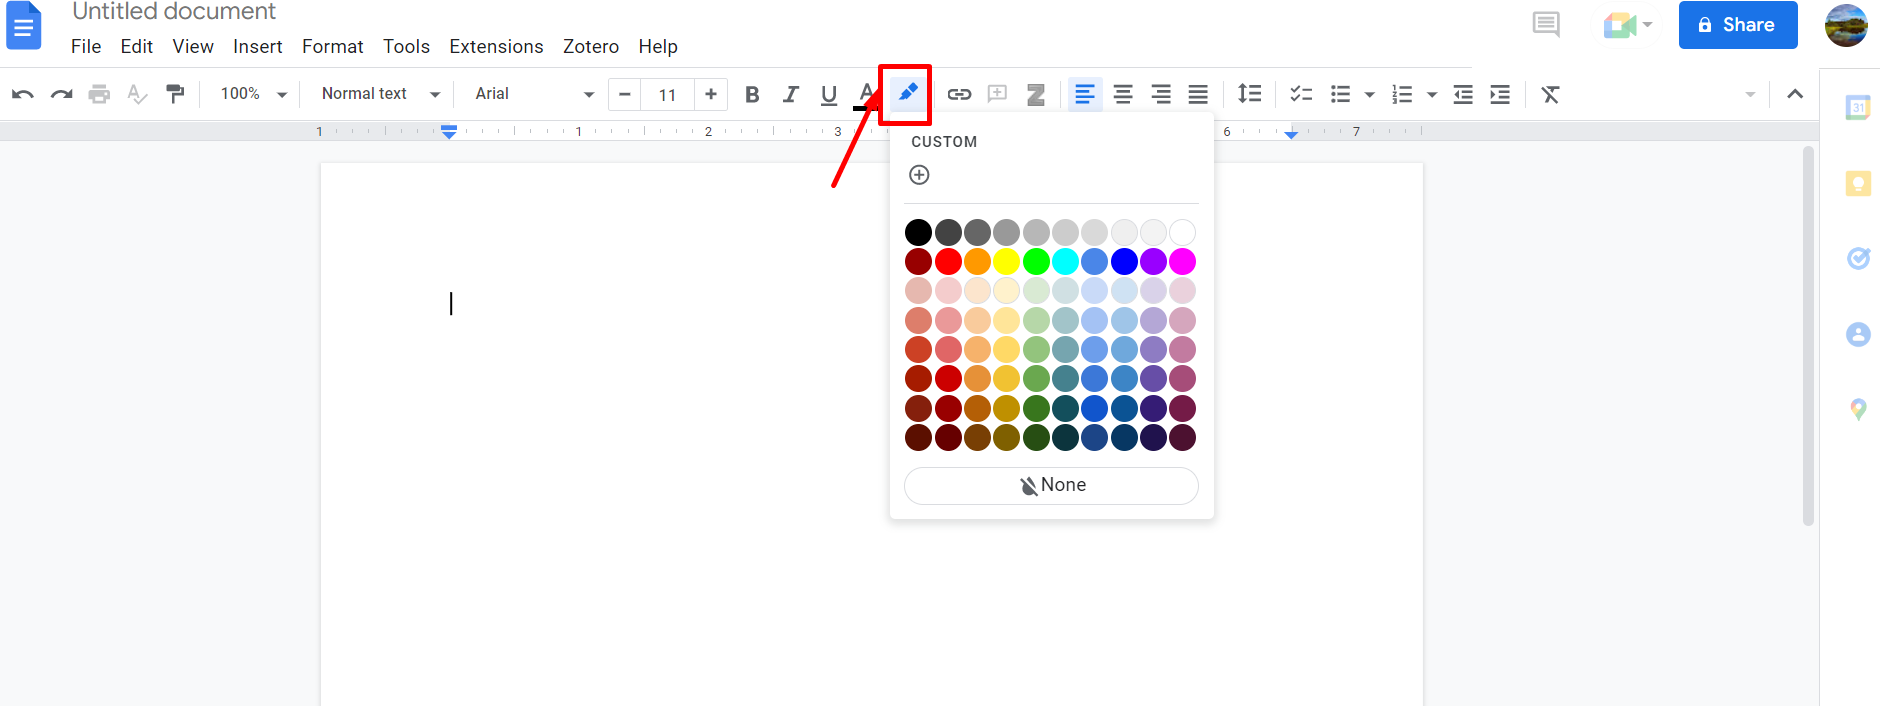 Untitled document
File Edit View Insert Format Tools Extensions Zotero Help
Share
100% Normal text Arial 11 B I U A Z
1 1 2 3 6 7
31
CUSTOM
None